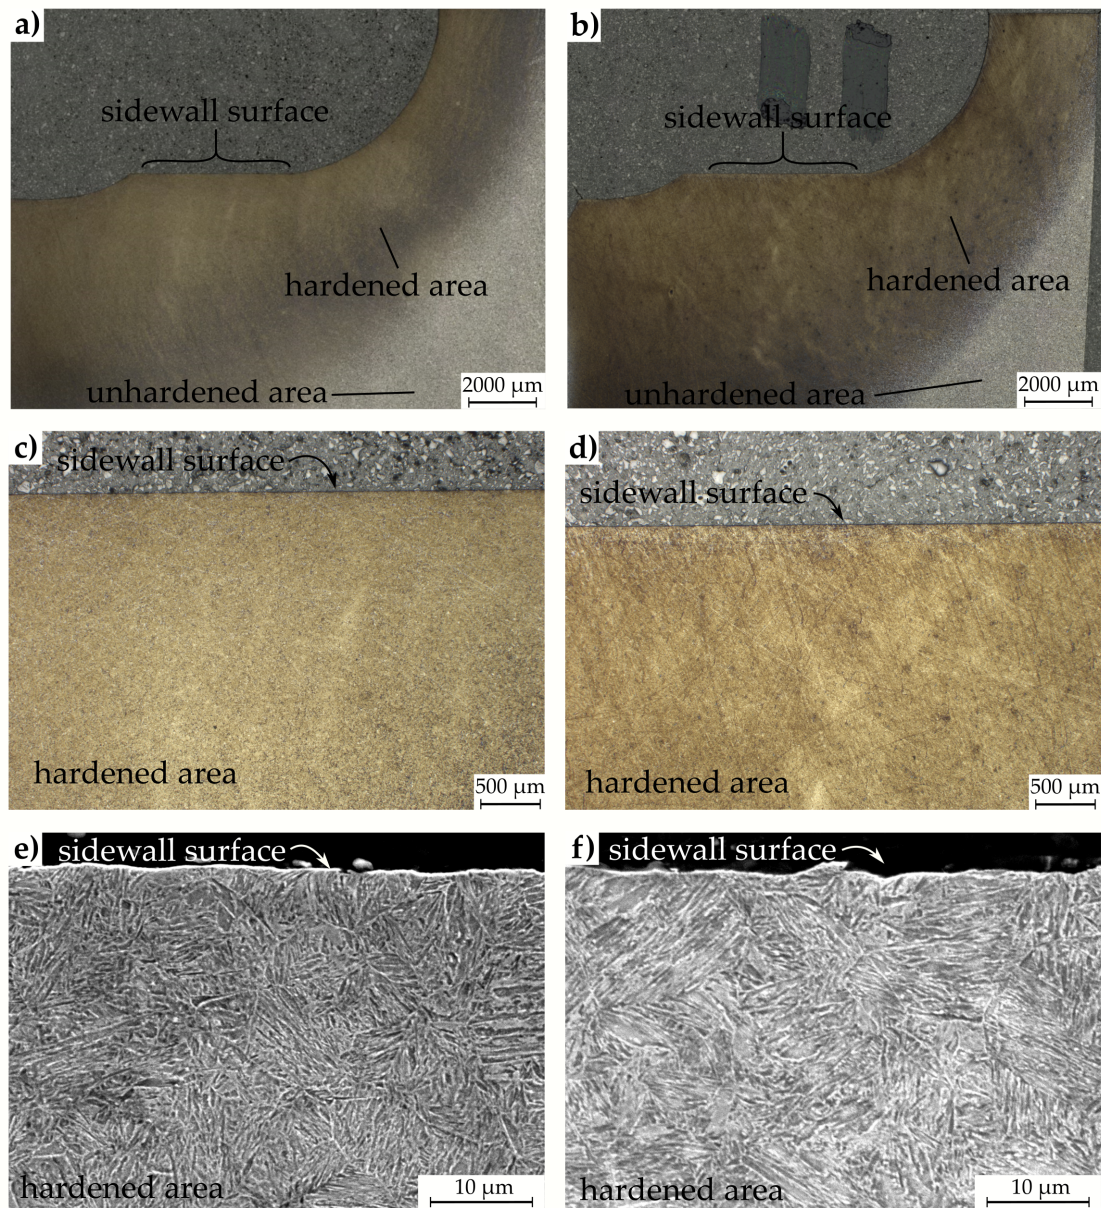 a)
sidewall surface
hardened area
unhardened area
2000 µm
b)
sidewall surface
hardened area
unhardened area
2000 µm
c)
sidewall surface
hardened area
500 µm
d)
sidewall surface
hardened area
500 µm
e)
sidewall surface
hardened area
10 µm
f)
sidewall surface
hardened area
10 µm